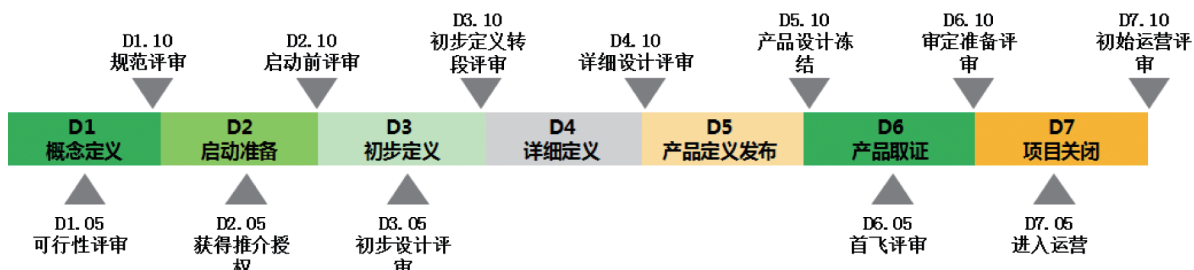 D1.10
规范评审
D2.10
启动前评审
D3.10
初步定义转
段评审
D4.10
详细设计评审
D5.10
产品设计冻
结
D6.10
审定准备评
审
D7.10
初始运营评
审
D1
概念定义
D2
启动准备
D3
初步定义
D4
详细定义
D5
产品定义发布
D6
产品取证
D7
项目关闭
D1.05
可行性评审
D2.05
获得推介授
权
D3.05
初步设计评
审
D6.05
首飞评审
D7.05
进入运营